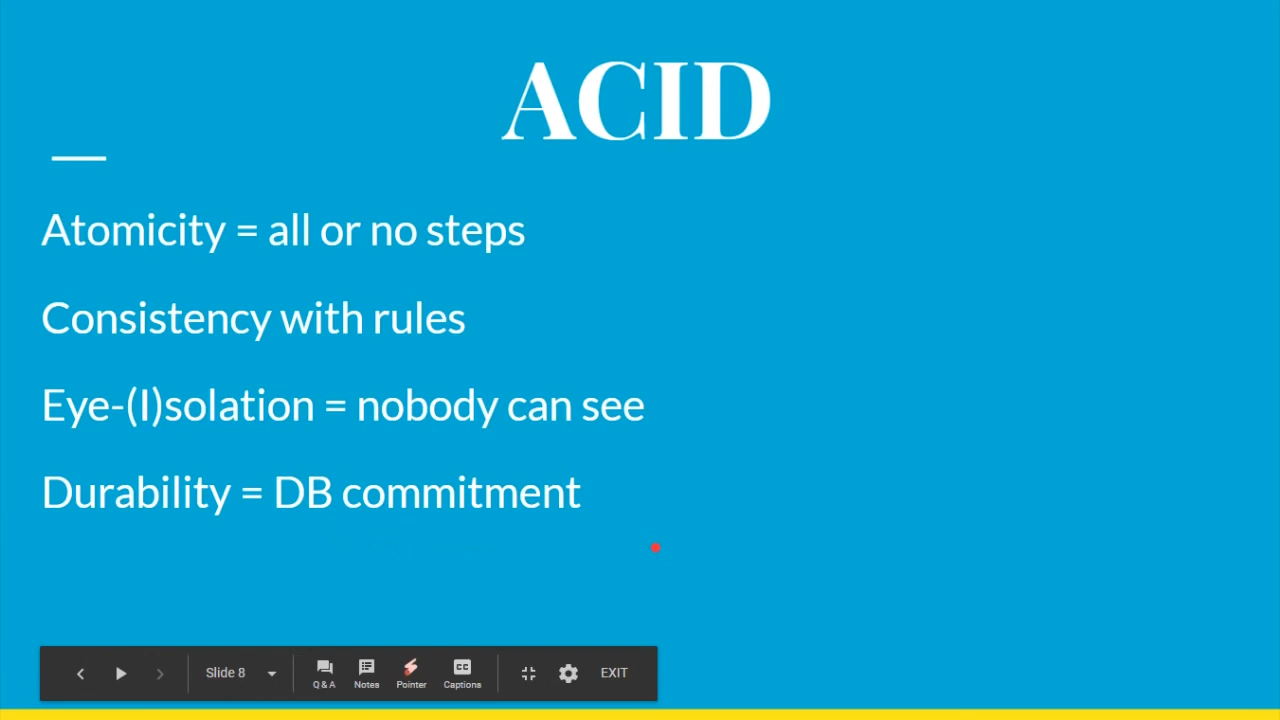 ACID
Atomicity = all or no steps
Consistency with rules
Eye-(I)solation = nobody can see
Durability = DB commitment
Slide 8
Q & A
Notes
Pointer
CC
Captions
EXIT